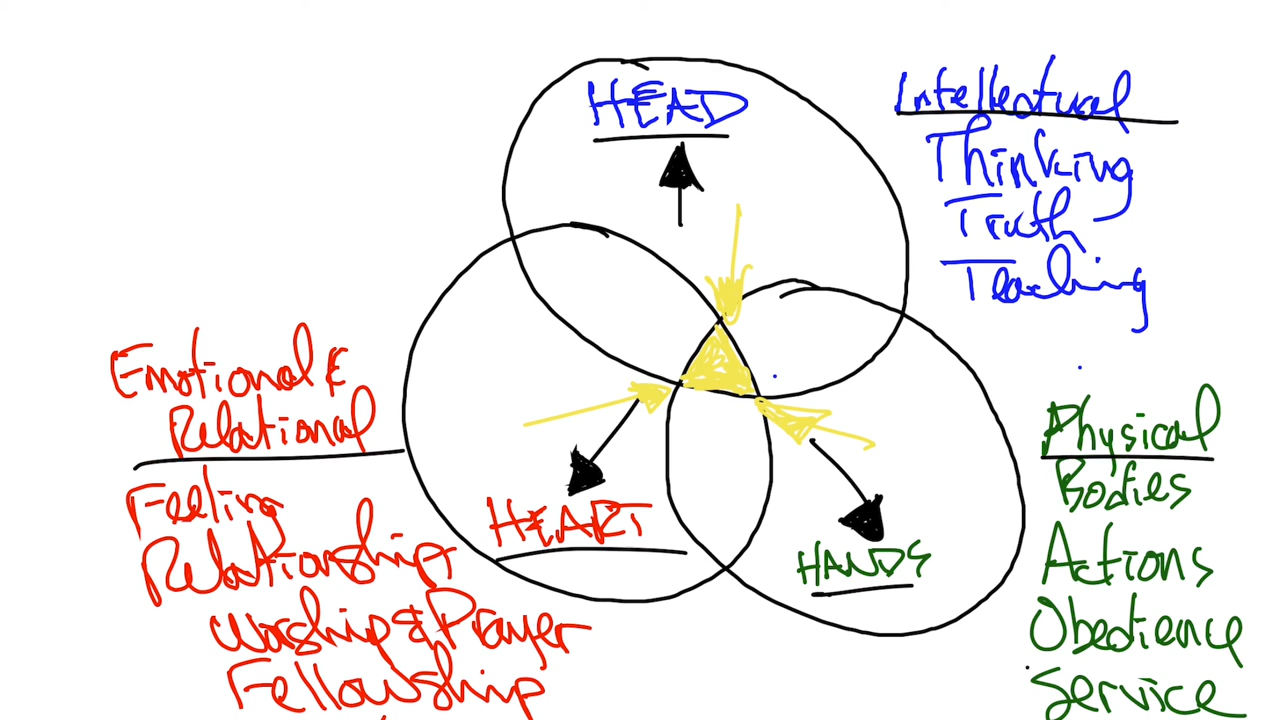 HEAD
Intellectual
Thinking
Truth
Teaching
Emotional &
Relational
Feeling
Relationship
Worship & Prayer
Fellowship
HEART
HANDS
Physical
Bodies
Actions
Obedience
Service